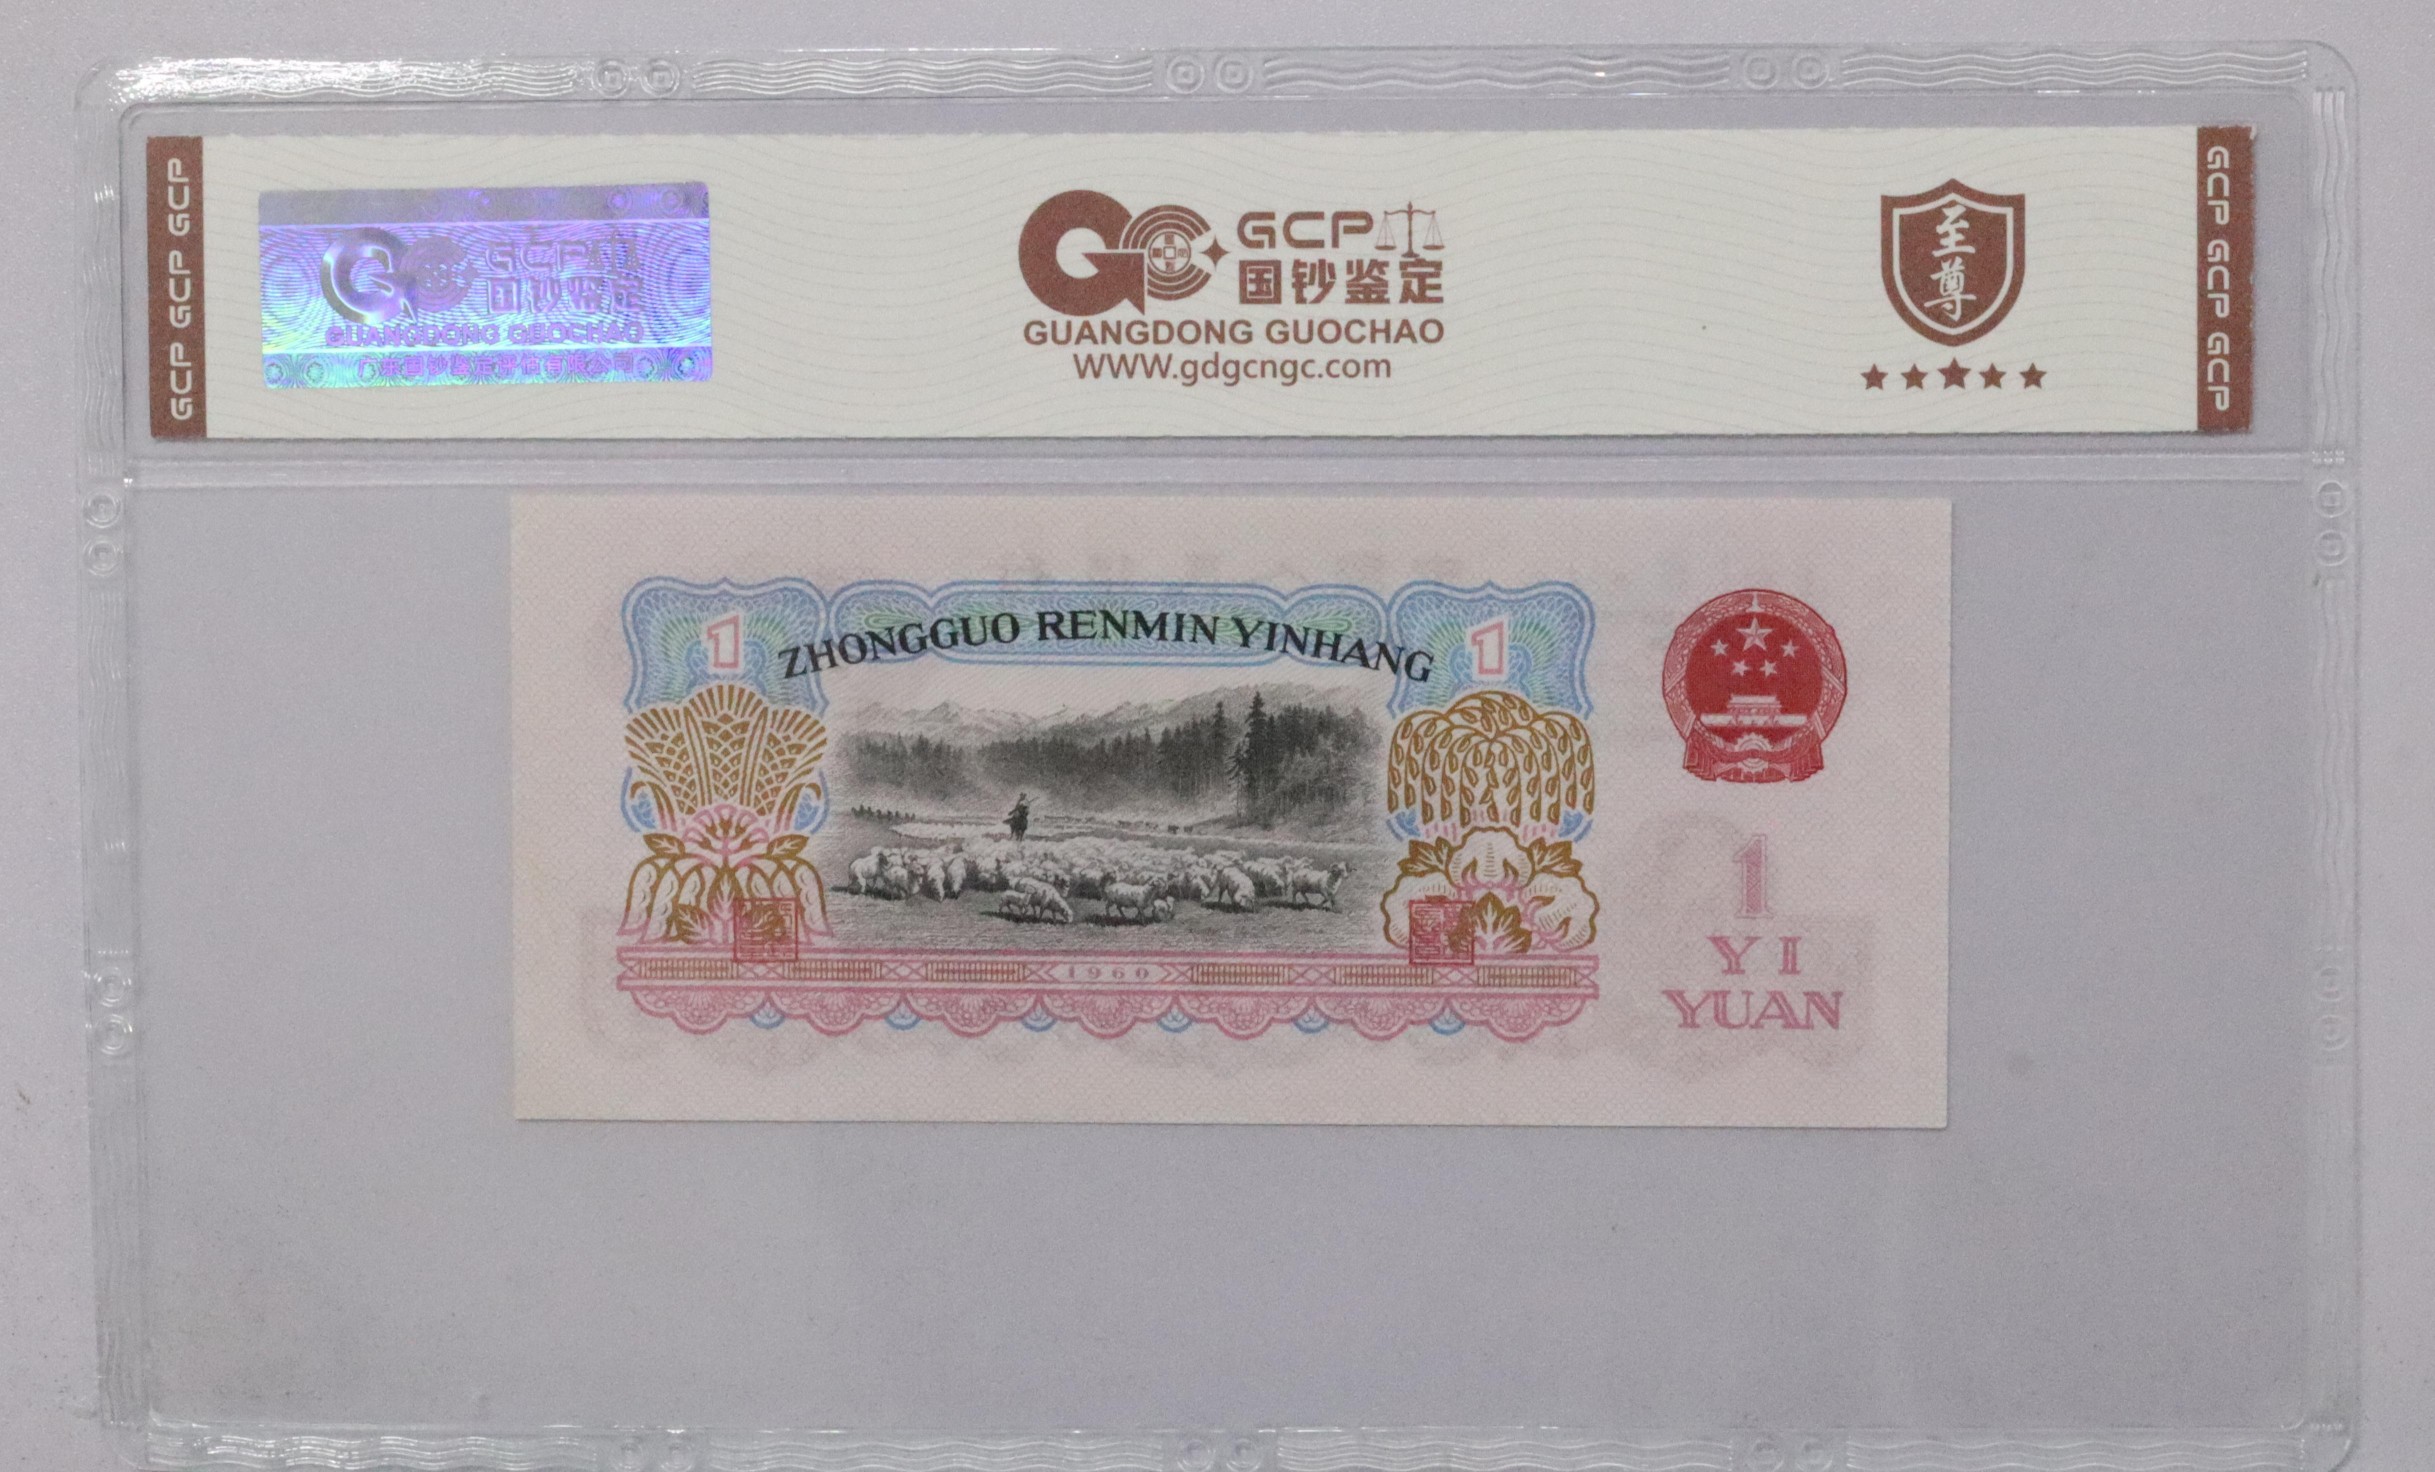 GCP GCP GCP
GCP
国钞鉴定
GUANGDONG GUOCHAO
广东国钞鉴定评估有限公司
GCP
国钞鉴定
GUANGDONG GUOCHAO
WWW.gdgcngc.com
至尊
GCP GCP GCP
1
ZHONGGUO RENMIN YINHANG
1
1960
1
YI
YUAN